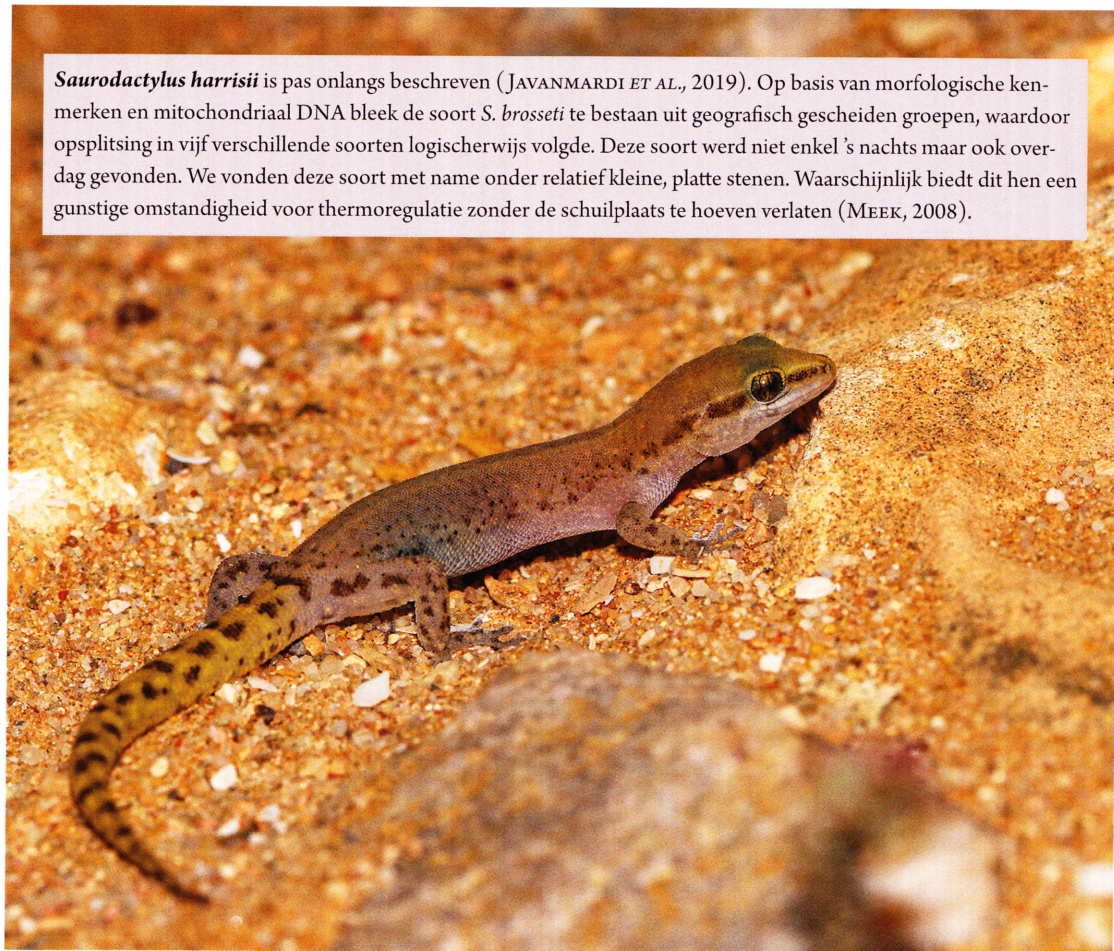 Saurodactylus harrisii is pas onlangs beschreven (JAVANMARDI ET AL., 2019). Op basis van morfologische ken-
merken en mitochondriaal DNA bleek de soort S. brosseti te bestaan uit geografisch gescheiden groepen, waardoor
opsplitsing in vijf verschillende soorten logischerwijs volgde. Deze soort werd niet enkel 's nachts maar ook over-
dag gevonden. We vonden deze soort met name onder relatief kleine, platte stenen. Waarschijnlijk biedt dit hen een
gunstige omstandigheid voor thermoregulatie zonder de schuilplaats te hoeven verlaten (MEEK, 2008).